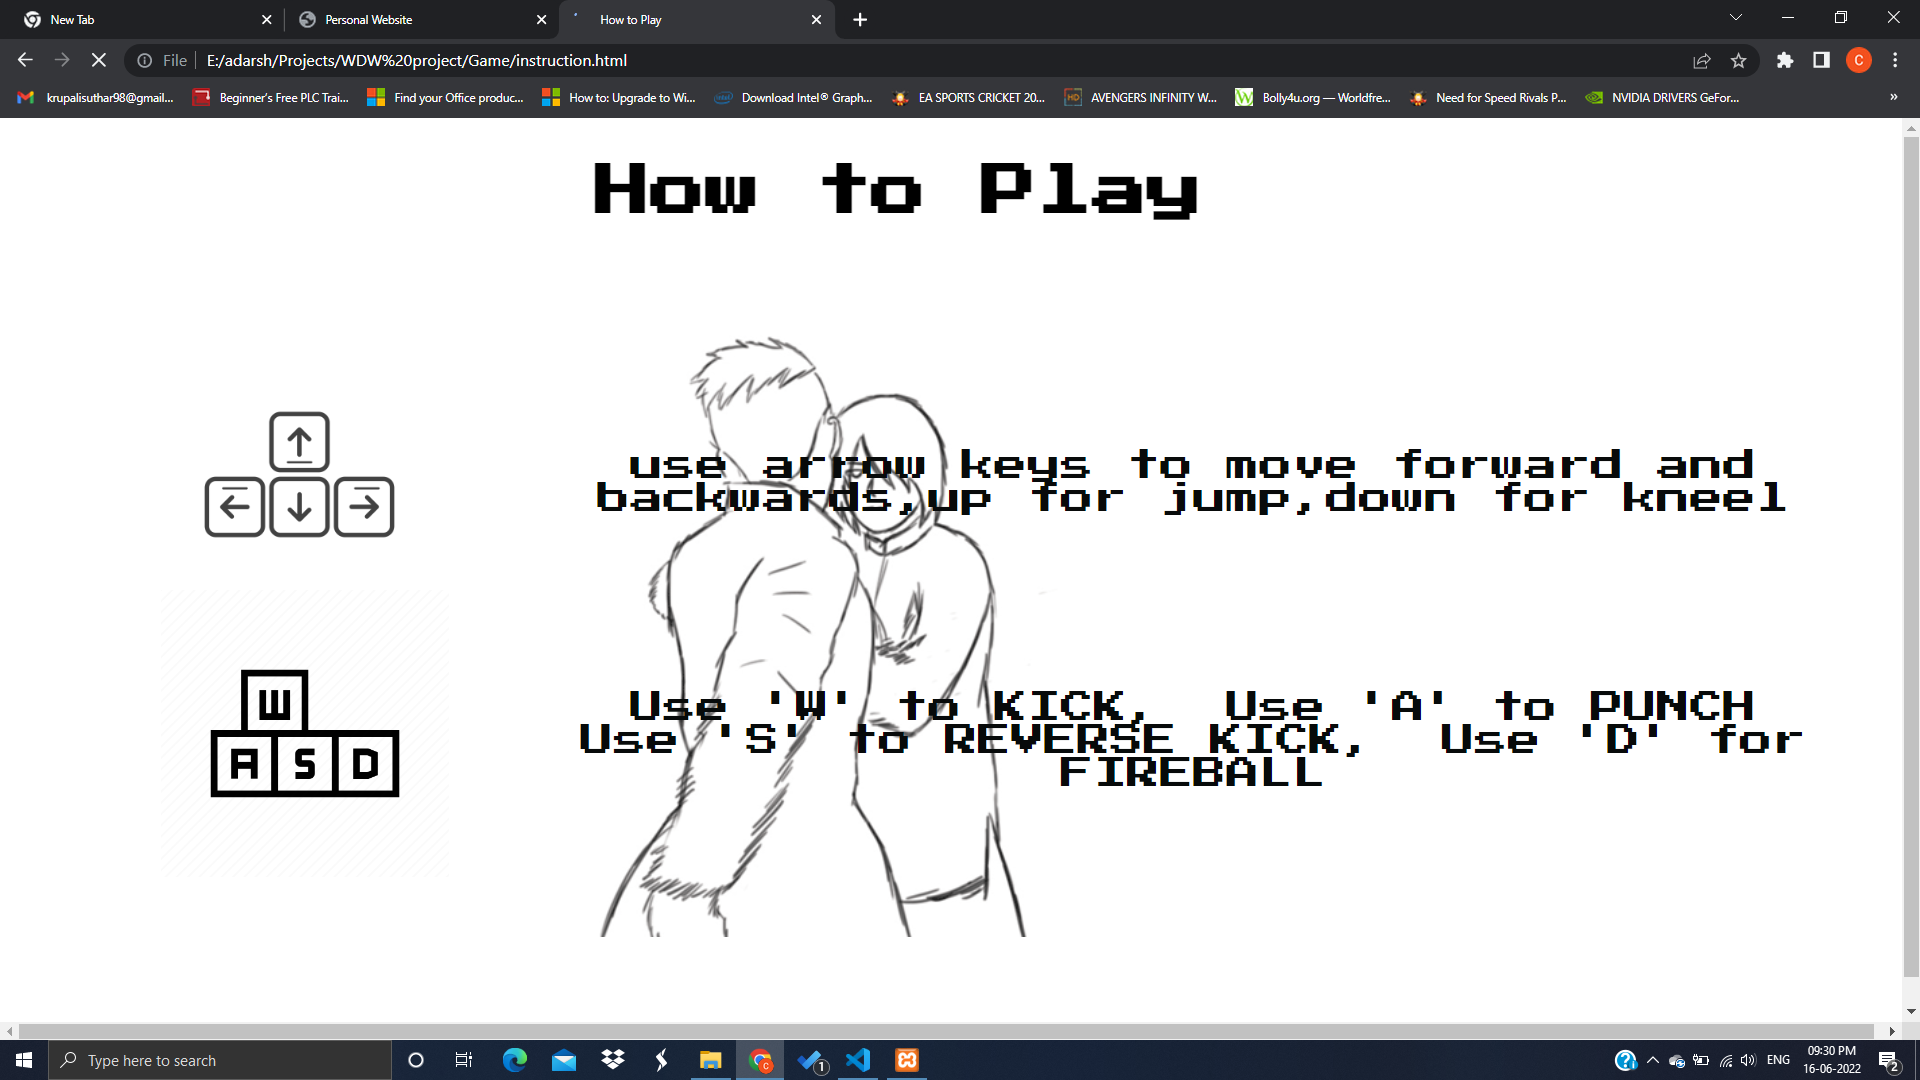 New Tab
Personal Website
How to Play
File
E:/adarsh/Projects/WDW%20project/Game/instruction.html
C
krupalisuthar98@gmail...
Beginner's Free PLC Trai...
Find your Office produc...
How to: Upgrade to Wi...
Download Intel® Graph...
EA SPORTS CRICKET 20...
AVENGERS INFINITY W...
Bolly4u.org — Worldfre...
Need for Speed Rivals P...
NVIDIA DRIVERS GeFor...
»
How to Play
use arrow keys to move forward and
backwards,up for jump,down for kneel
W
A S D
Use 'W' to KICK, Use 'A' to PUNCH
Use 'S' to REVERSE KICK, Use 'D' for
FIREBALL
Type here to search
1
ENG
09:30 PM
16-06-2022
2